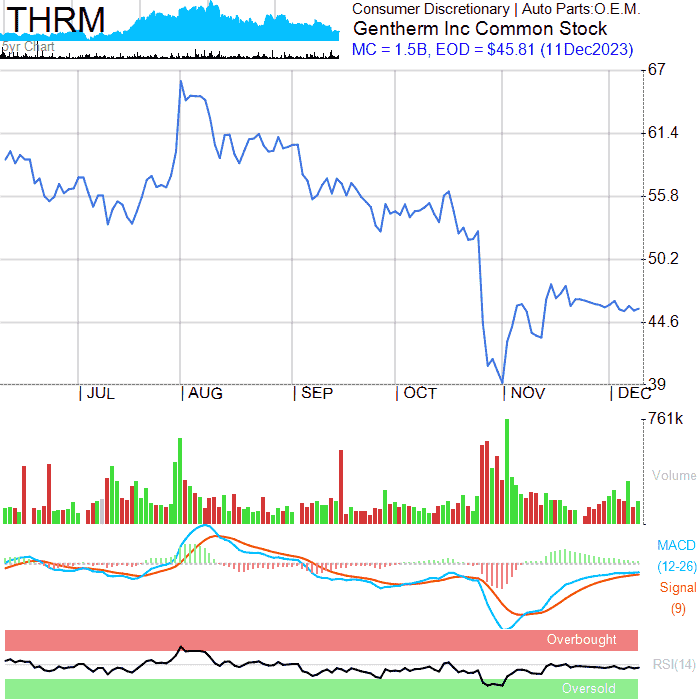 THRM
5yr Chart
Consumer Discretionary | Auto Parts:O.E.M.
Gentherm Inc Common Stock
MC = 1.5B, EOD = $45.81 (11Dec2023)
67
61.4
55.8
50.2
44.6
39
JUL AUG SEP OCT NOV DEC
761k
Volume
MACD
(12-26)
Signal
(9)
Overbought
RSI(14)
Oversold